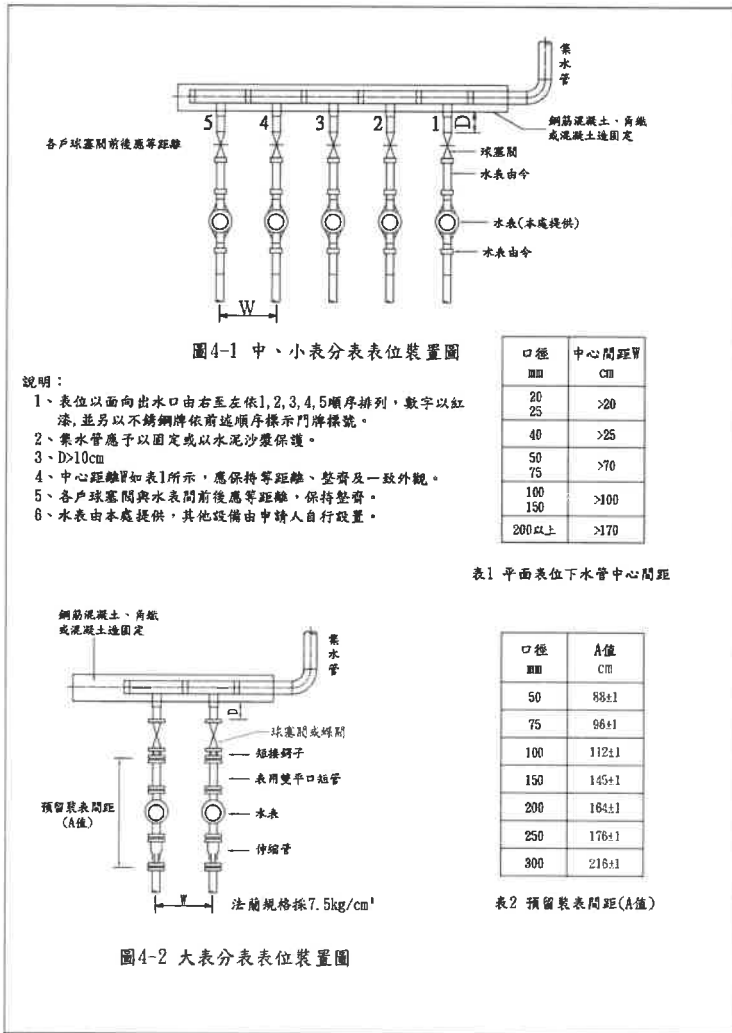 集水管
鋼筋混凝土、角鐵
或混凝土造固定
5 4 3 2 1 D
各戶球塞閥前後應等距離
球塞閥
水表由令
水表(本處提供)
水表由令
W
圖4-1 中、小表分表表位裝置圖
說明：
1、表位以面向出水口由右至左依1,2,3,4,5順序排列，數字以紅
漆,並另以不銹鋼牌依前述順序標示門牌標號。
2、集水管應予以固定或以水泥沙漿保護。
3、D>10cm
4、中心距離W如表1所示，應保持等距離、整齊及一致外觀。
5、各戶球塞閥與水表間前後應等距離，保持整齊。
6、水表由本處提供，其他設備由申請人自行設置。
口徑 中心間距W
mm cm
20
25 >20
40 >25
50
75 >70
100
150 >100
200以上 >170
表1 平面表位下水管中心間距
鋼筋混凝土、角鐵
或混凝土造固定
集水管
D
球塞閥或蝶閥
短接彎子
表用雙平口短管
預留裝表間距
(A值)
水表
伸縮管
W
法蘭規格採7.5kg/cm²
圖4-2 大表分表表位裝置圖
口徑 A值
mm cm
50 88±1
75 96±1
100 112±1
150 145±1
200 164±1
250 176±1
300 216±1
表2 預留裝表間距(A值)